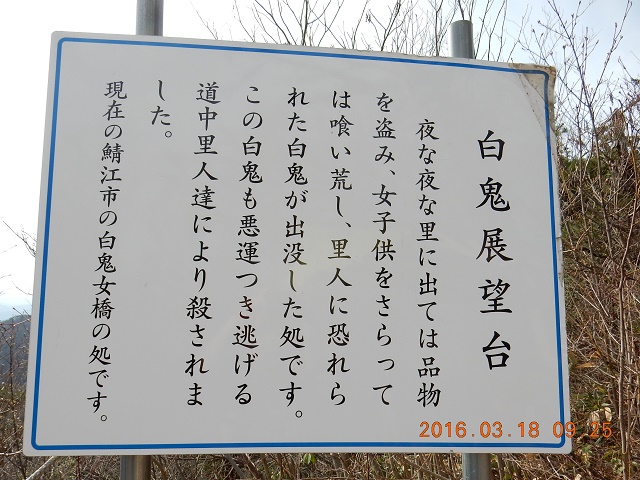 白鬼展望台
夜な夜な里に出ては品物
を盗み、女子供をさらって
は喰い荒し、里人に恐れら
れた白鬼が出没した処です。
この白鬼も悪運つき逃げる
道中里人達により殺されま
した。
現在の鯖江市の白鬼女橋の処です。
2016.03.18 09:25